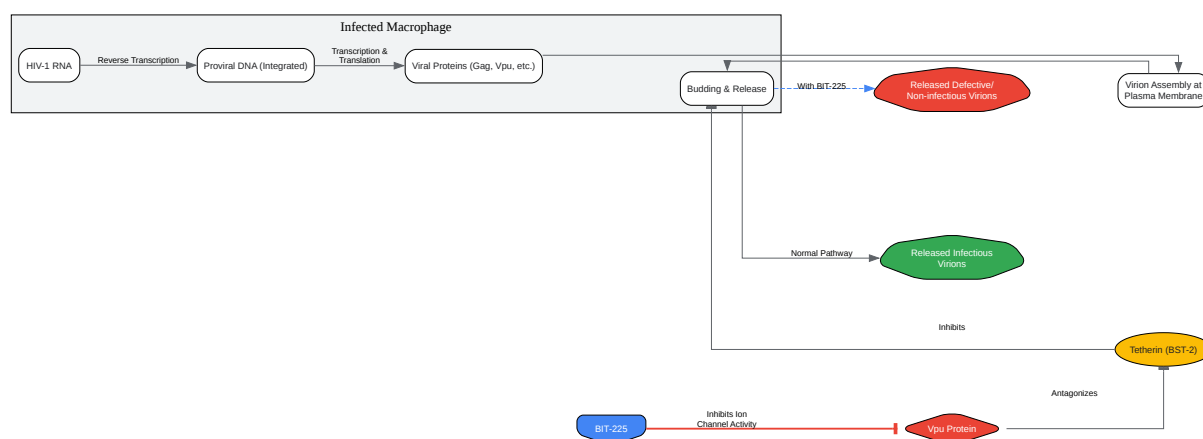 Infected Macrophage
HIV-1 RNA
Reverse Transcription
Proviral DNA (Integrated)
Transcription &
Translation
Viral Proteins (Gag, Vpu, etc.)
Budding & Release
With BIT-225
Released Defective/
Non-infectious Virions
Virion Assembly at
Plasma Membrane
Normal Pathway
Released Infectious
Virions
Inhibits
Tetherin (BST-2)
Antagonizes
BIT-225
Inhibits Ion
Channel Activity
Vpu Protein